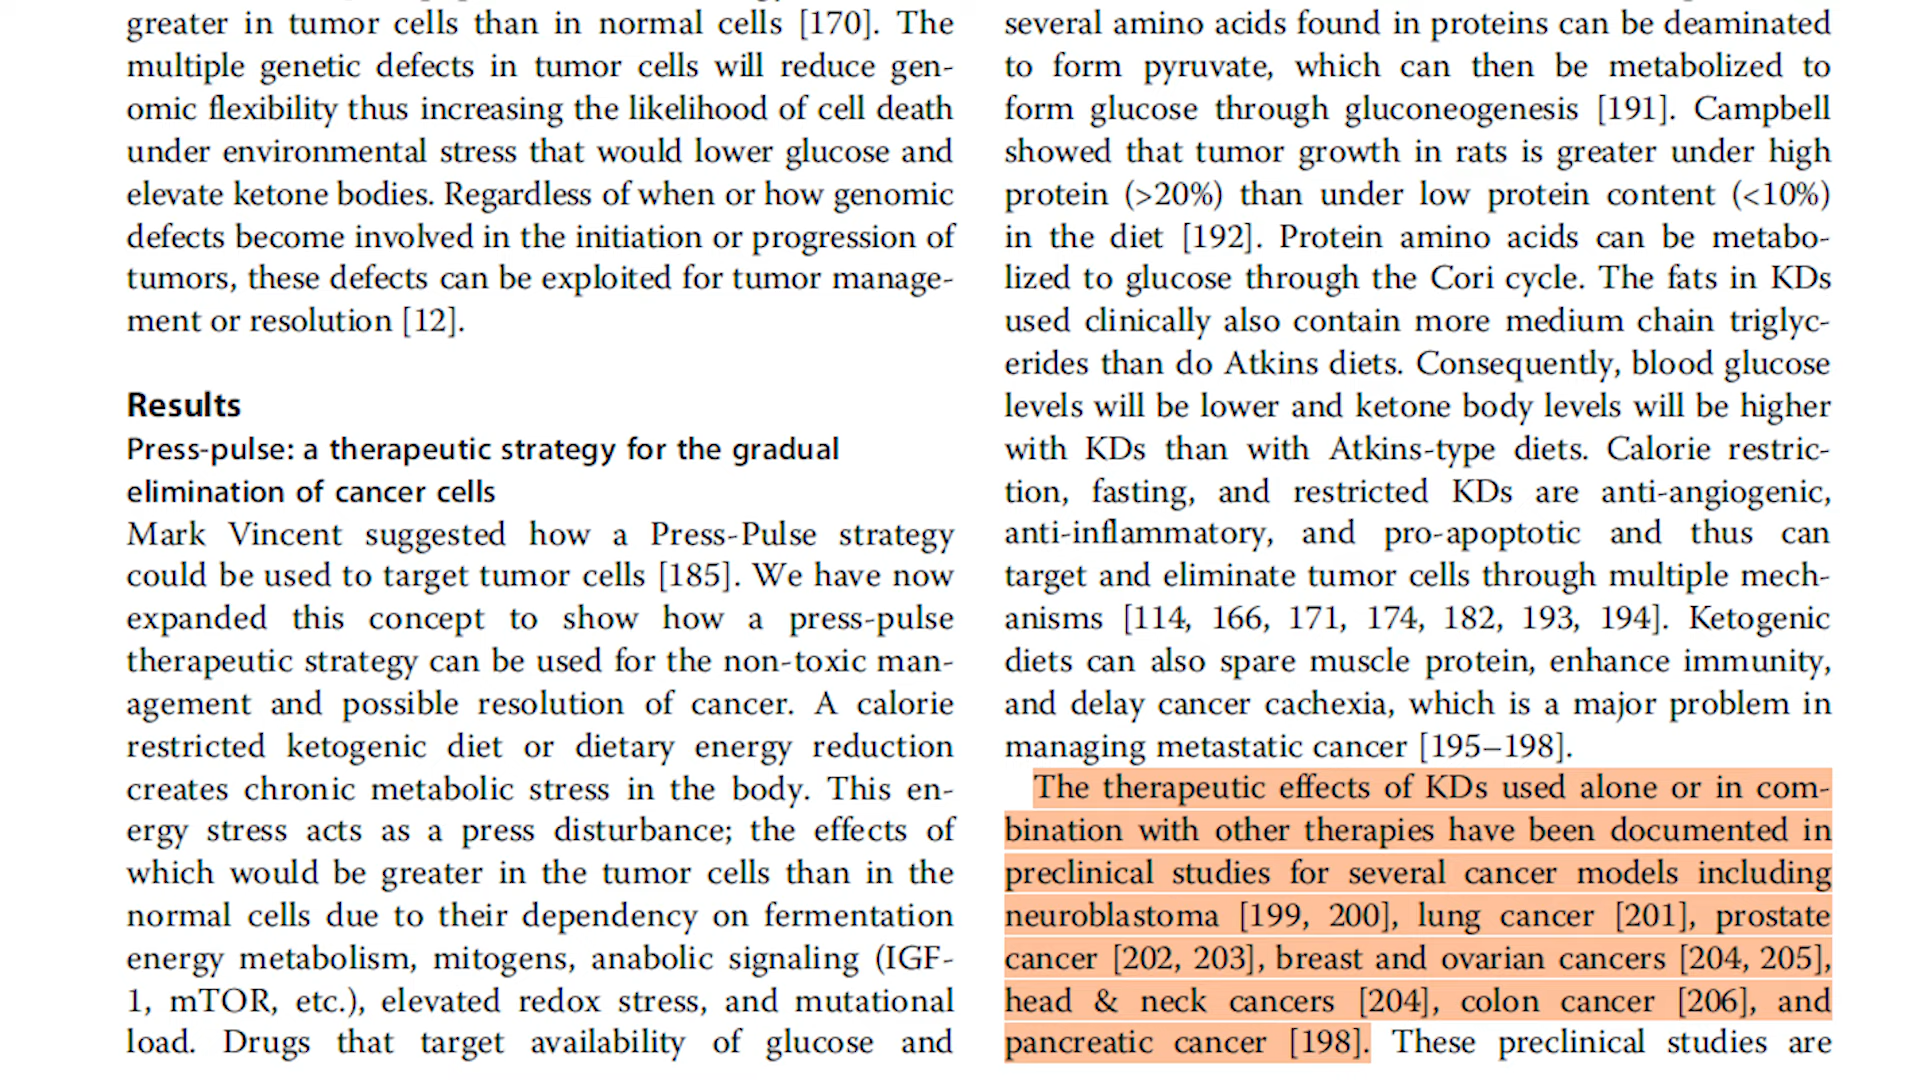 greater in tumor cells than in normal cells [170]. The
multiple genetic defects in tumor cells will reduce gen-
omic flexibility thus increasing the likelihood of cell death
under environmental stress that would lower glucose and
elevate ketone bodies. Regardless of when or how genomic
defects become involved in the initiation or progression of
tumors, these defects can be exploited for tumor manage-
ment or resolution [12].
Results
Press-pulse: a therapeutic strategy for the gradual
elimination of cancer cells
Mark Vincent suggested how a Press-Pulse strategy
could be used to target tumor cells [185]. We have now
expanded this concept to show how a press-pulse
therapeutic strategy can be used for the non-toxic man-
agement and possible resolution of cancer. A calorie
restricted ketogenic diet or dietary energy reduction
creates chronic metabolic stress in the body. This en-
ergy stress acts as a press disturbance; the effects of
which would be greater in the tumor cells than in the
normal cells due to their dependency on fermentation
energy metabolism, mitogens, anabolic signaling (IGF-
1, mTOR, etc.), elevated redox stress, and mutational
load. Drugs that target availability of glucose and
several amino acids found in proteins can be deaminated
to form pyruvate, which can then be metabolized to
form glucose through gluconeogenesis [191]. Campbell
showed that tumor growth in rats is greater under high
protein (>20%) than under low protein content (<10%)
in the diet [192]. Protein amino acids can be metabo-
lized to glucose through the Cori cycle. The fats in KDs
used clinically also contain more medium chain triglyc-
erides than do Atkins diets. Consequently, blood glucose
levels will be lower and ketone body levels will be higher
with KDs than with Atkins-type diets. Calorie restric-
tion, fasting, and restricted KDs are anti-angiogenic,
anti-inflammatory, and pro-apoptotic and thus can
target and eliminate tumor cells through multiple mech-
anisms [114, 166, 171, 174, 182, 193, 194]. Ketogenic
diets can also spare muscle protein, enhance immunity,
and delay cancer cachexia, which is a major problem in
managing metastatic cancer [195–198].
The therapeutic effects of KDs used alone or in com-
bination with other therapies have been documented in
preclinical studies for several cancer models including
neuroblastoma [199, 200], lung cancer [201], prostate
cancer [202, 203], breast and ovarian cancers [204, 205],
head & neck cancers [204], colon cancer [206], and
pancreatic cancer [198]. These preclinical studies are